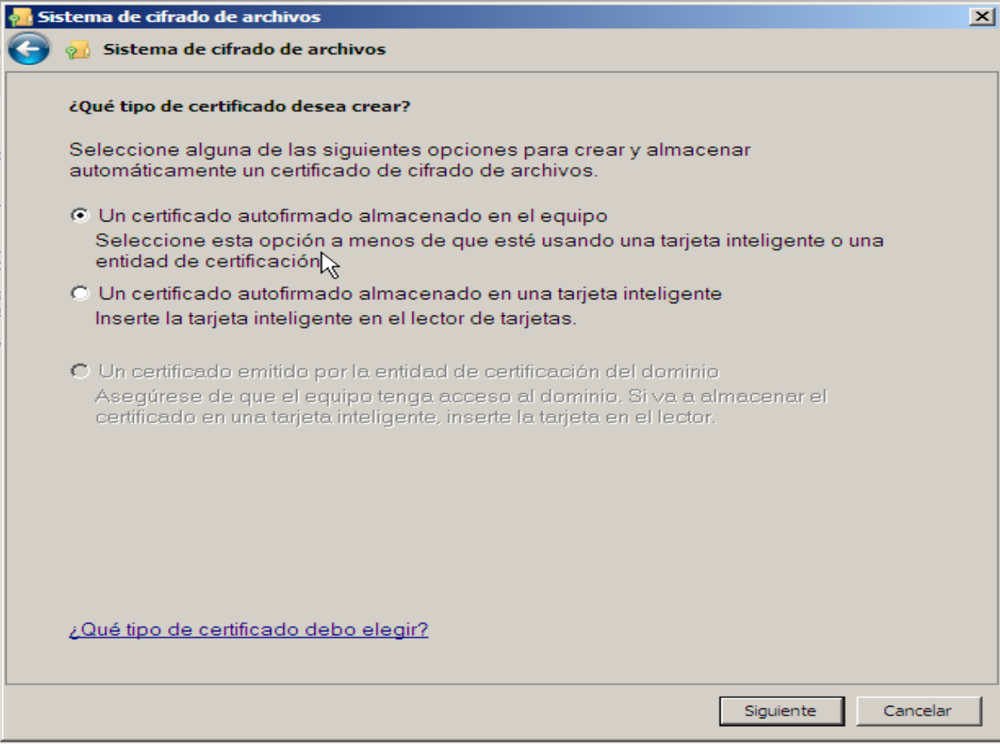 Sistema de cifrado de archivos
Sistema de cifrado de archivos
¿Qué tipo de certificado desea crear?
Seleccione alguna de las siguientes opciones para crear y almacenar
automáticamente un certificado de cifrado de archivos.
Un certificado autofirmado almacenado en el equipo
Seleccione esta opción a menos de que esté usando una tarjeta inteligente o una
entidad de certificación
Un certificado autofirmado almacenado en una tarjeta inteligente
Inserte la tarjeta inteligente en el lector de tarjetas.
Un certificado emitido por la entidad de certificación del dominio
Asegúrese de que el equipo tenga acceso al dominio. Si va a almacenar el
certificado en una tarjeta inteligente, inserte la tarjeta en el lector.
¿Qué tipo de certificado debo elegir?
Siguiente
Cancelar